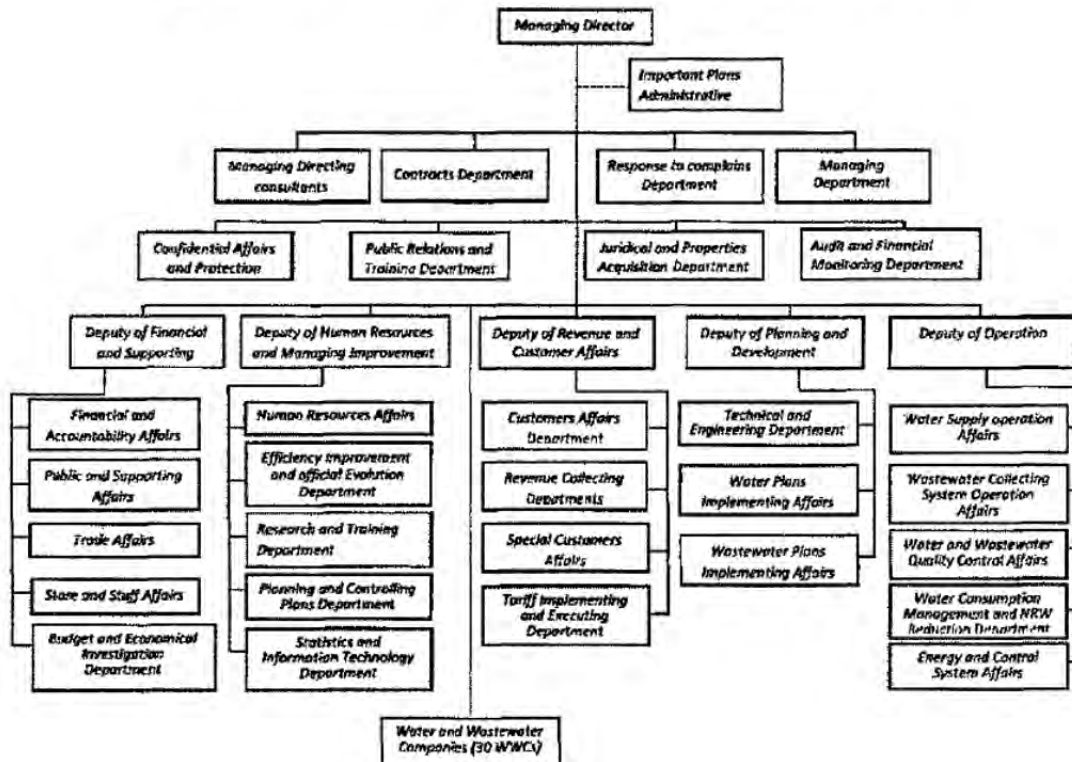 Managing Director
Important Plans
Administrative
Managing Directing
consultants
Contracts Department
Response to complains
Department
Managing
Department
Confidential Affairs
and Protection
Public Relations and
Training Department
Juridical and Properties
Acquisition Department
Audit and Financial
Monitoring Department
Deputy of Financial
and Supporting
Deputy of Human Resources
and Managing Improvement
Deputy of Revenue and
Customer Affairs
Deputy of Planning and
Development
Deputy of Operation
Financial and
Accountability Affairs
Public and Supporting
Affairs
Trade Affairs
Store and Staff Affairs
Budget and Economical
Investigation
Department
Human Resources Affairs
Efficiency Improvement
and official Evolution
Department
Research and Training
Department
Planning and Controlling
Plans Department
Statistics and
Information Technology
Department
Customers Affairs
Department
Revenue Collecting
Depatments
Special Customers
Affairs
Tariff Implementing
and Executing
Department
Technical and
Engineering Department
Water Plans
Implementing Affairs
Wastewater Plans
Implementing Affairs
Water Supply operation
Affairs
Wastewater Collecting
System Operation
Affairs
Water and Wastewater
Quality Control Affairs
Water Consumption
Management and NRW
Reduction Department
Energy and Control
System Affairs
Water and Wastewater
Companies (30 WWCs)